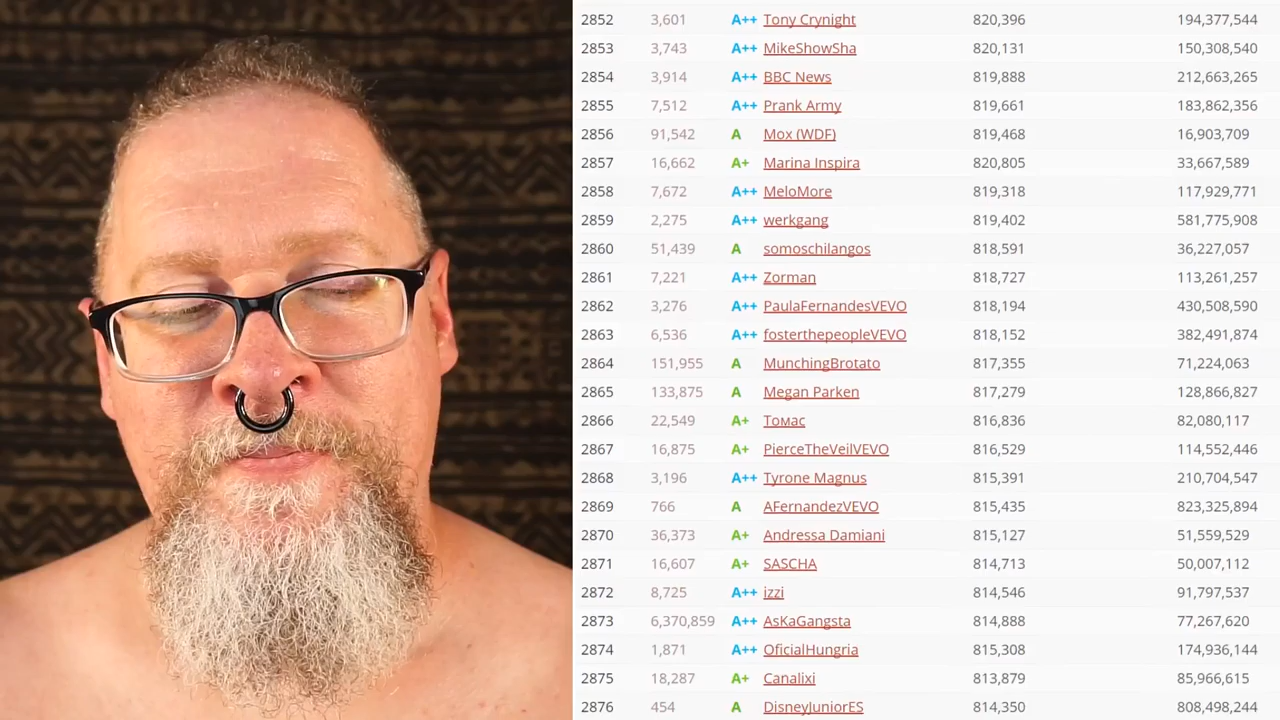 2852 3,601 A++ Tony Crynight 820,396 194,377,544
2853 3,743 A++ MikeShowSha 820,131 150,308,540
2854 3,914 A++ BBC News 819,888 212,663,265
2855 7,512 A++ Prank Army 819,661 183,862,356
2856 91,542 A Mox (WDF) 819,468 16,903,709
2857 16,662 A+ Marina Inspira 820,805 33,667,589
2858 7,672 A++ MeloMore 819,318 117,929,771
2859 2,275 A++ werkgang 819,402 581,775,908
2860 51,439 A somoschilangos 818,591 36,227,057
2861 7,221 A++ Zorman 818,727 113,261,257
2862 3,276 A++ PaulaFernandesVEVO 818,194 430,508,590
2863 6,536 A++ fosterthepeopleVEVO 818,152 382,491,874
2864 151,955 A MunchingBrotato 817,355 71,224,063
2865 133,875 A Megan Parken 817,279 128,866,827
2866 22,549 A+ Томас 816,836 82,080,117
2867 16,875 A+ PierceTheVeilVEVO 816,529 114,552,446
2868 3,196 A++ Tyrone Magnus 815,391 210,704,547
2869 766 A AFernandezVEVO 815,435 823,325,894
2870 36,373 A+ Andressa Damiani 815,127 51,559,529
2871 16,607 A+ SASCHA 814,713 50,007,112
2872 8,725 A++ izzi 814,546 91,797,537
2873 6,370,859 A++ AsKaGangsta 814,888 77,267,620
2874 1,871 A++ OficialHungria 815,308 174,936,144
2875 18,287 A+ Canalixi 813,879 85,966,615
2876 454 A DisneyJuniorES 814,350 808,498,244